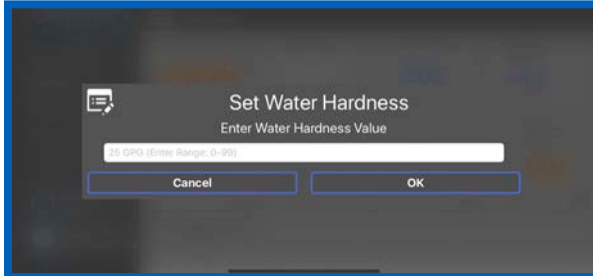 Set Water Hardness
Enter Water Hardness Value
25 GPG (Enter Range: 0-99)
Cancel
OK